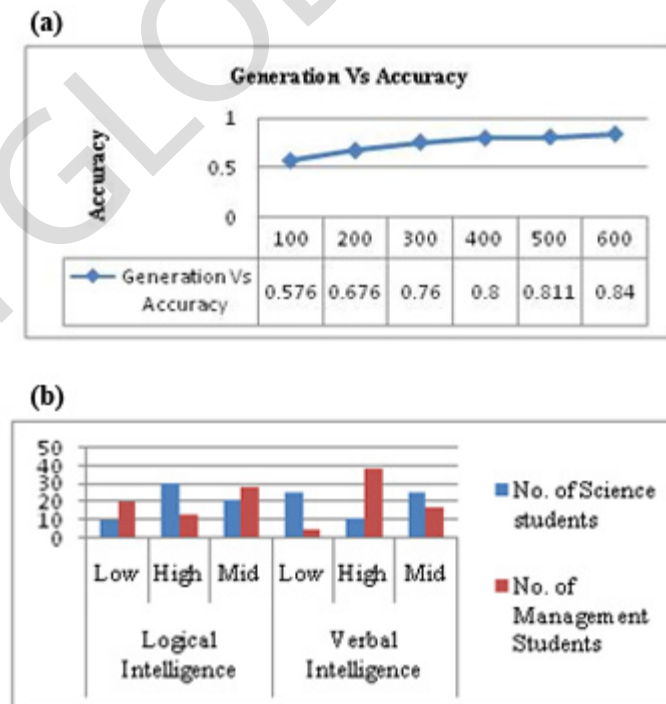 (a)
Generation Vs Accuracy
Accuracy
1
0.5
0
100 200 300 400 500 600
Generation Vs Accuracy 0.576 0.676 0.76 0.8 0.811 0.84
(b)
50
40
30
20
10
0
Low High Mid Low High Mid
Logical Intelligence Verbal Intelligence
No. of Science students
No. of Management Students